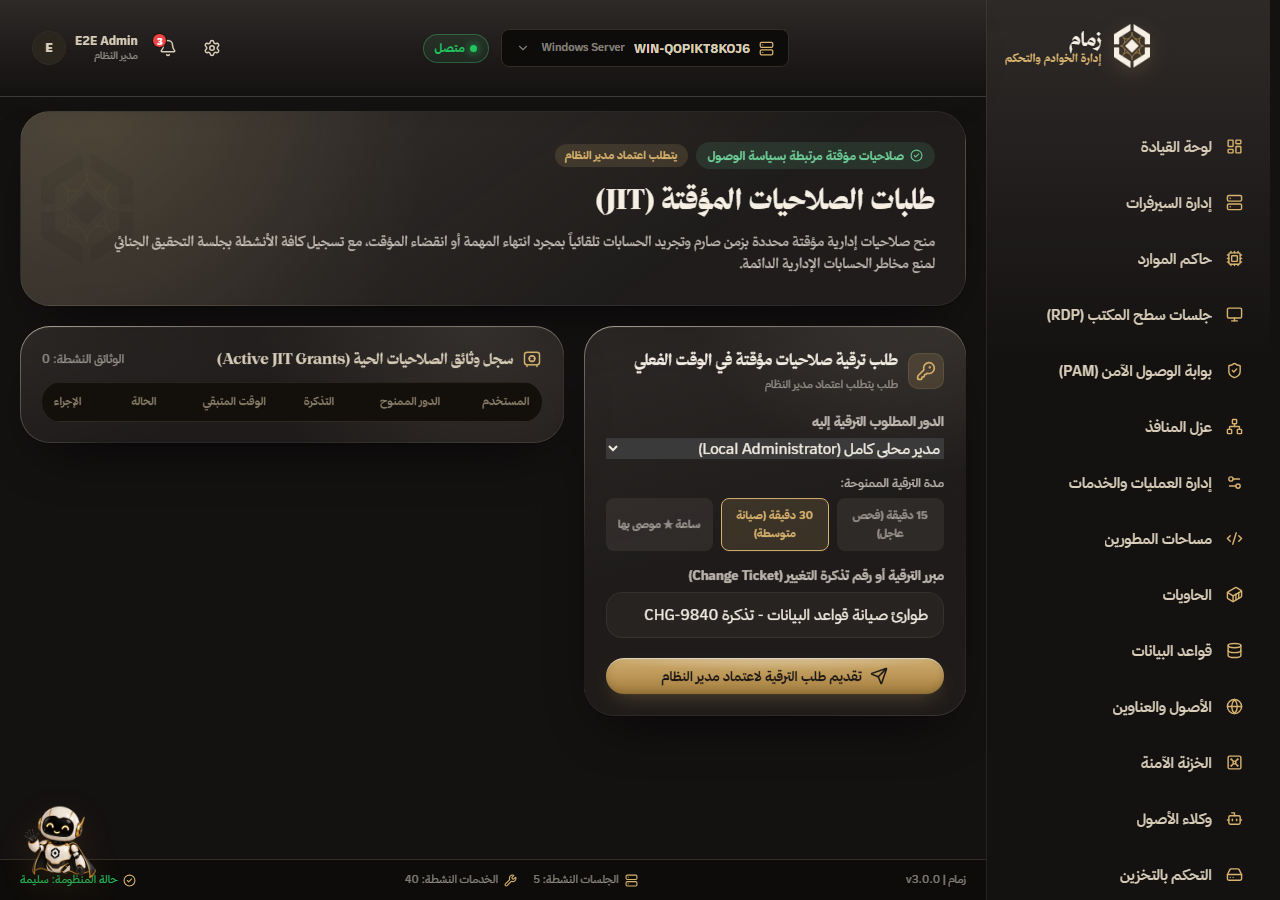 زمام
إدارة الخوادم والتحكم
WIN-QOPIKT8KOJ6 Windows Server
متصل
3
E2E Admin
مدير النظام
E
لوحة القيادة
إدارة السيرفرات
حاكم الموارد
جلسات سطح المكتب (RDP)
بوابة الوصول الآمن (PAM)
عزل المنافذ
إدارة العمليات والخدمات
مساحات المطورين
الحاويات
قواعد البيانات
الأصول والعناوين
الخزنة الآمنة
وكلاء الأصول
التحكم بالتخزين
صلاحيات مؤقتة مرتبطة بسياسة الوصول
يتطلب اعتماد مدير النظام
طلبات الصلاحيات المؤقتة (JIT)
منح صلاحيات إدارية مؤقتة محددة بزمن صارم وتجريد الحسابات تلقائياً بمجرد انتهاء المهمة أو انقضاء المؤقت، مع تسجيل كافة الأنشطة بجلسة التحقيق الجنائي
لمنع مخاطر الحسابات الإدارية الدائمة.
طلب ترقية صلاحيات مؤقتة في الوقت الفعلي
طلب يتطلب اعتماد مدير النظام
الدور المطلوب الترقية إليه
مدير محلي كامل (Local Administrator)
مدة الترقية الممنوحة:
15 دقيقة (فحص
عاجل)
30 دقيقة (صيانة
متوسطة)
ساعة ★ موصى بها
مبرر الترقية أو رقم تذكرة التغيير (Change Ticket)
طوارئ صيانة قواعد البيانات - تذكرة CHG-9840
تقديم طلب الترقية لاعتماد مدير النظام
سجل وثائق الصلاحيات الحية (Active JIT Grants)
الوثائق النشطة: 0
المستخدم الدور الممنوح التذكرة الوقت المتبقي الحالة الإجراء
زمام | v3.0.0
الجلسات النشطة: 5
الخدمات النشطة: 40
حالة المنظومة: سليمة